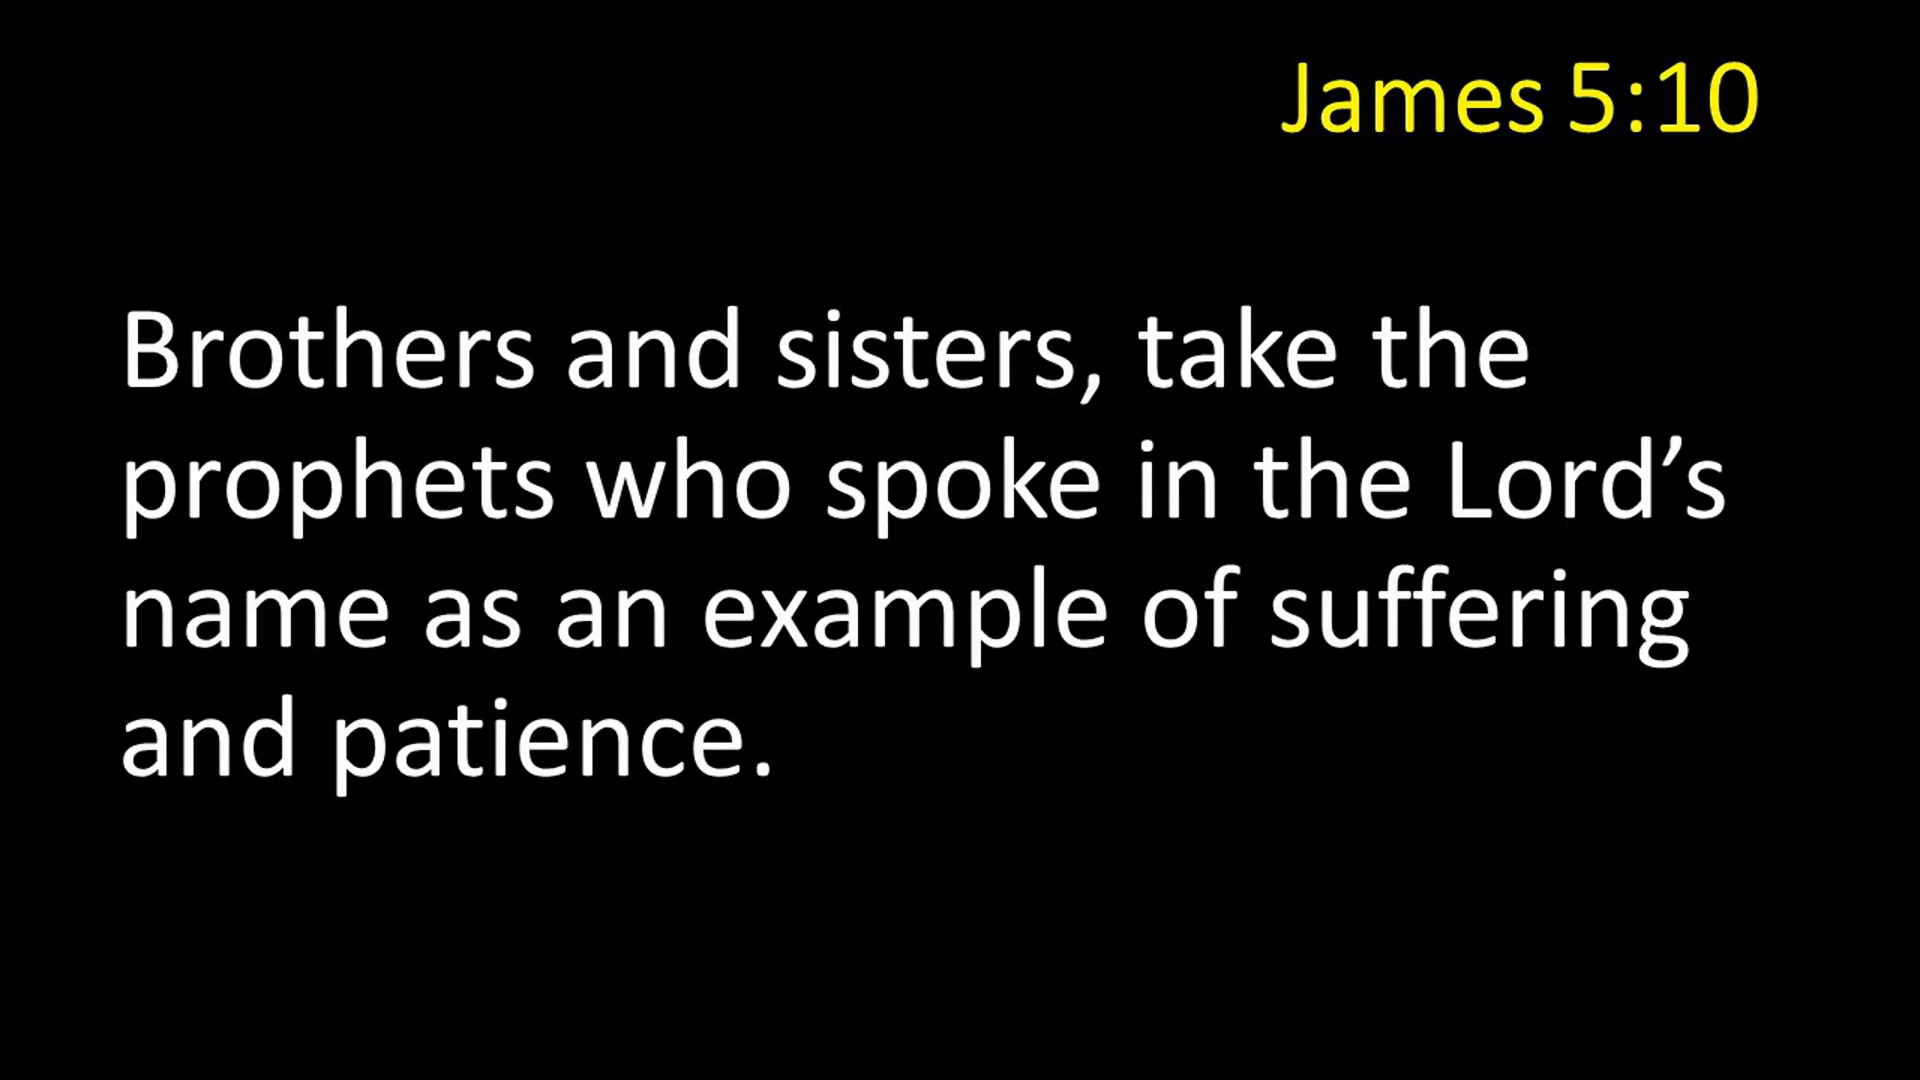 James 5:10
Brothers and sisters, take the
prophets who spoke in the Lord’s
name as an example of suffering
and patience.